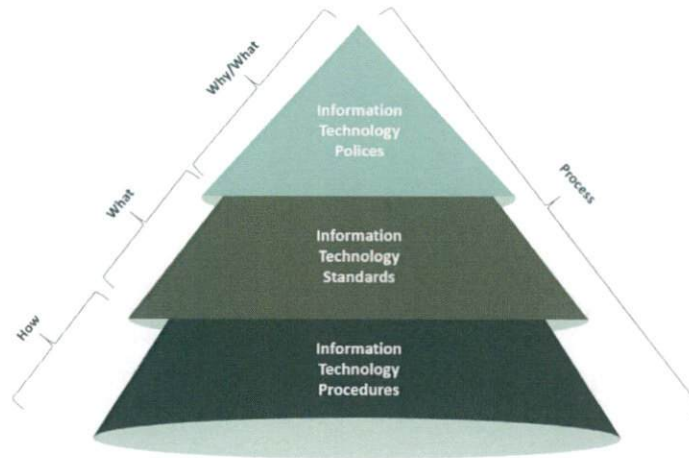 Why/What
Information
Technology
Polices
What
Process
Information
Technology
Standards
How
Information
Technology
Procedures